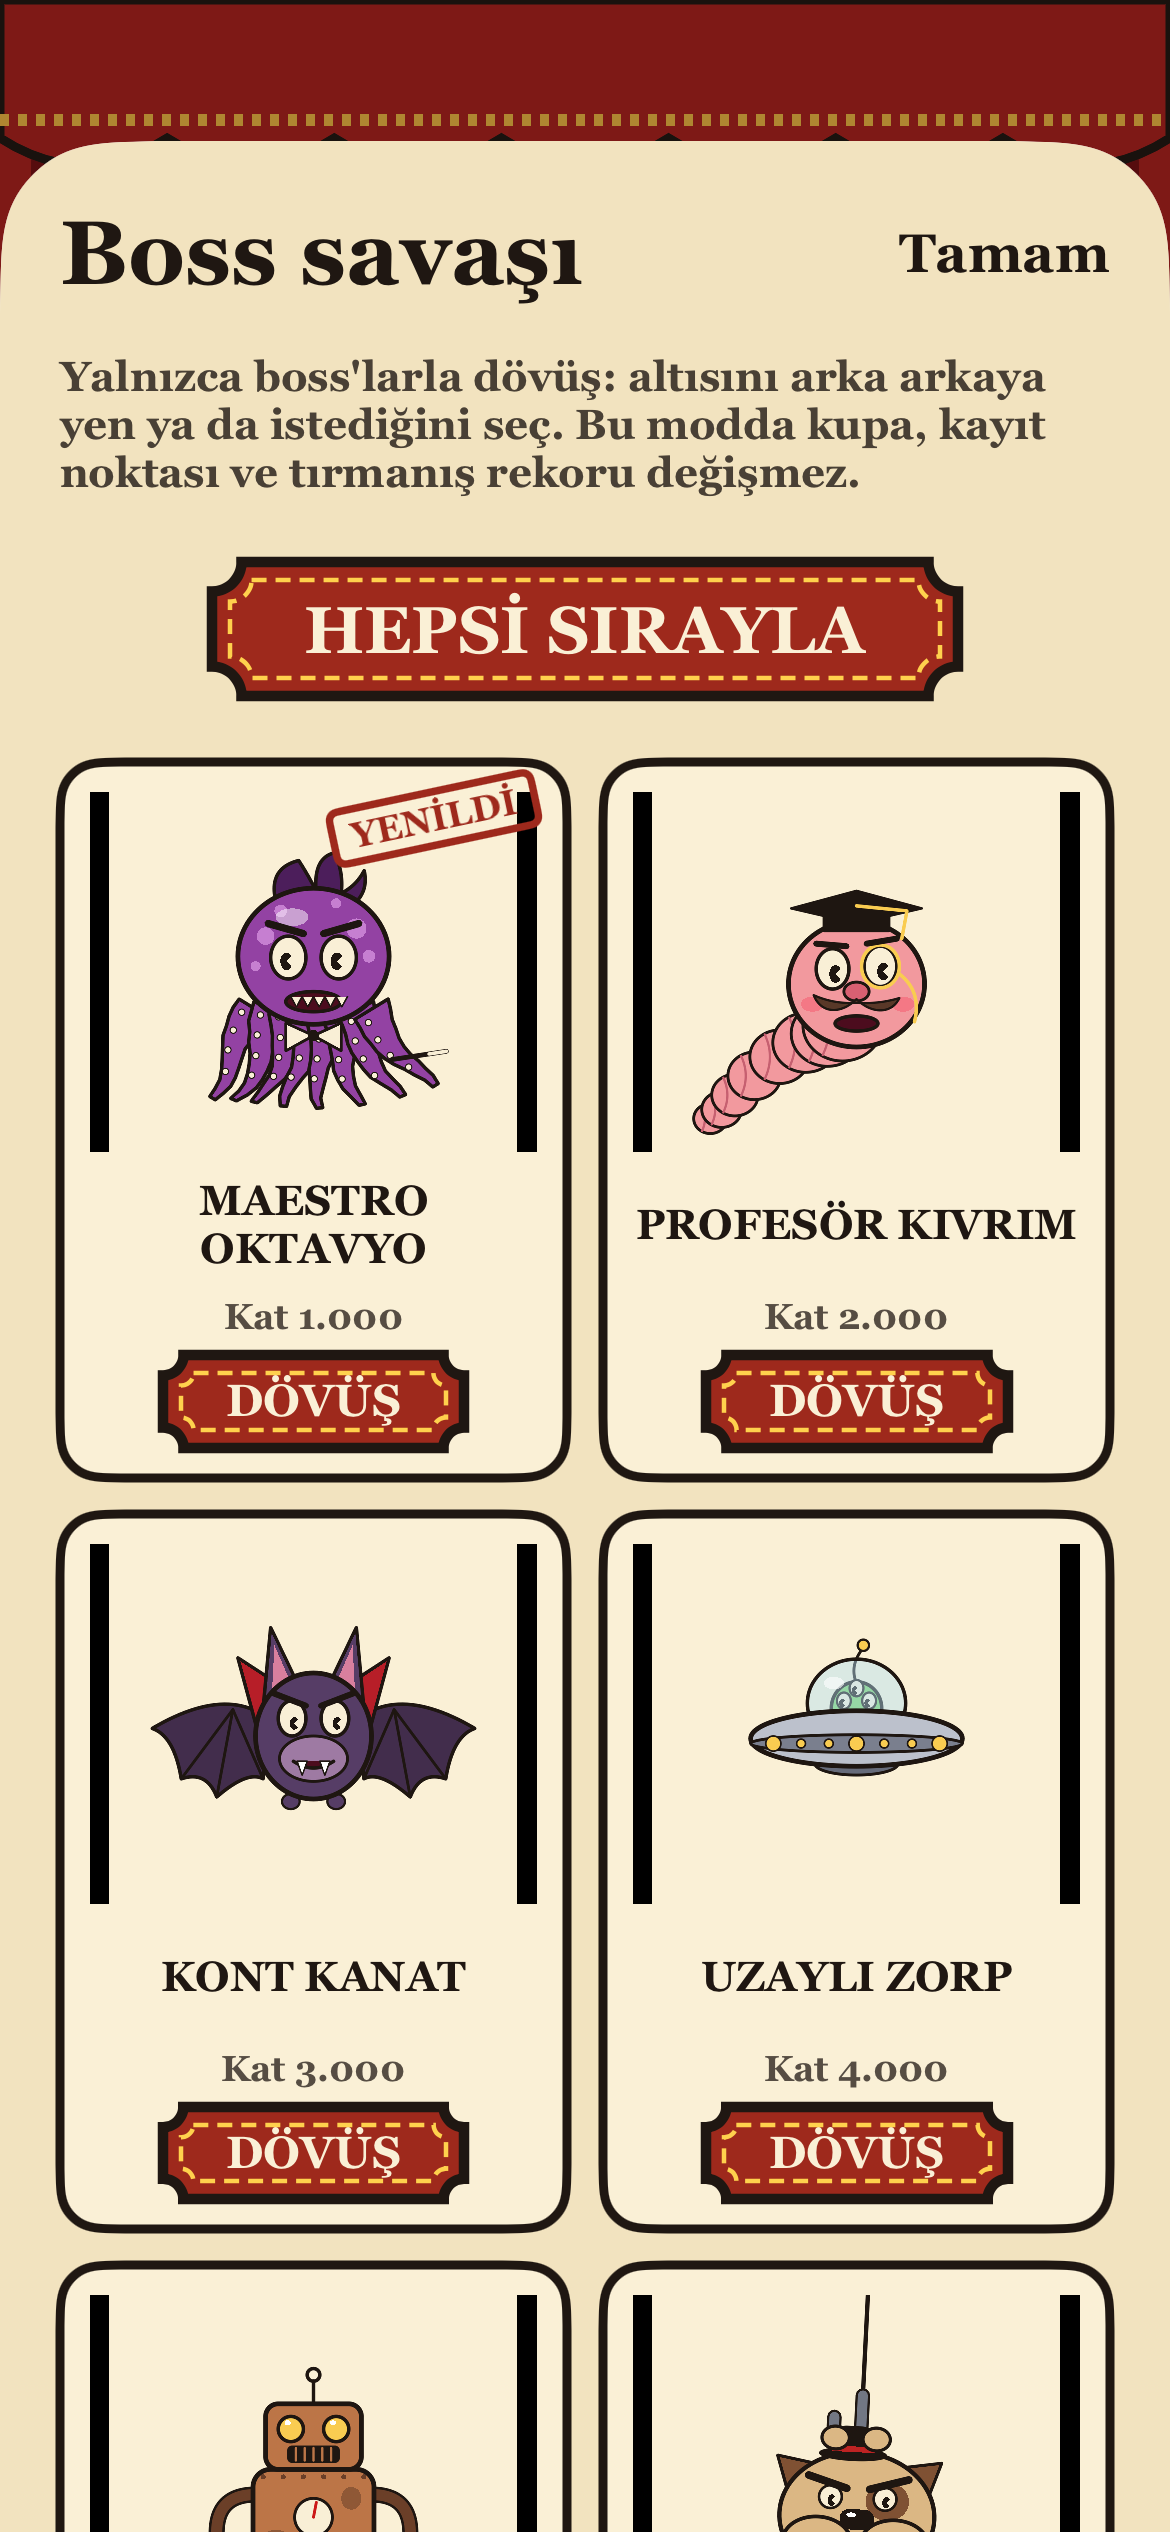 Boss savaşı
Tamam
Yalnızca boss'larla dövüş: altısını arka arkaya
yen ya da istediğini seç. Bu modda kupa, kayıt
noktası ve tırmanış rekoru değişmez.
HEPSİ SIRAYLA
YENİLDİ
MAESTRO
OKTAVYO
Kat 1.000
DÖVÜŞ
PROFESÖR KIVRIM
Kat 2.000
DÖVÜŞ
KONT KANAT
Kat 3.000
DÖVÜŞ
UZAYLI ZORP
Kat 4.000
DÖVÜŞ